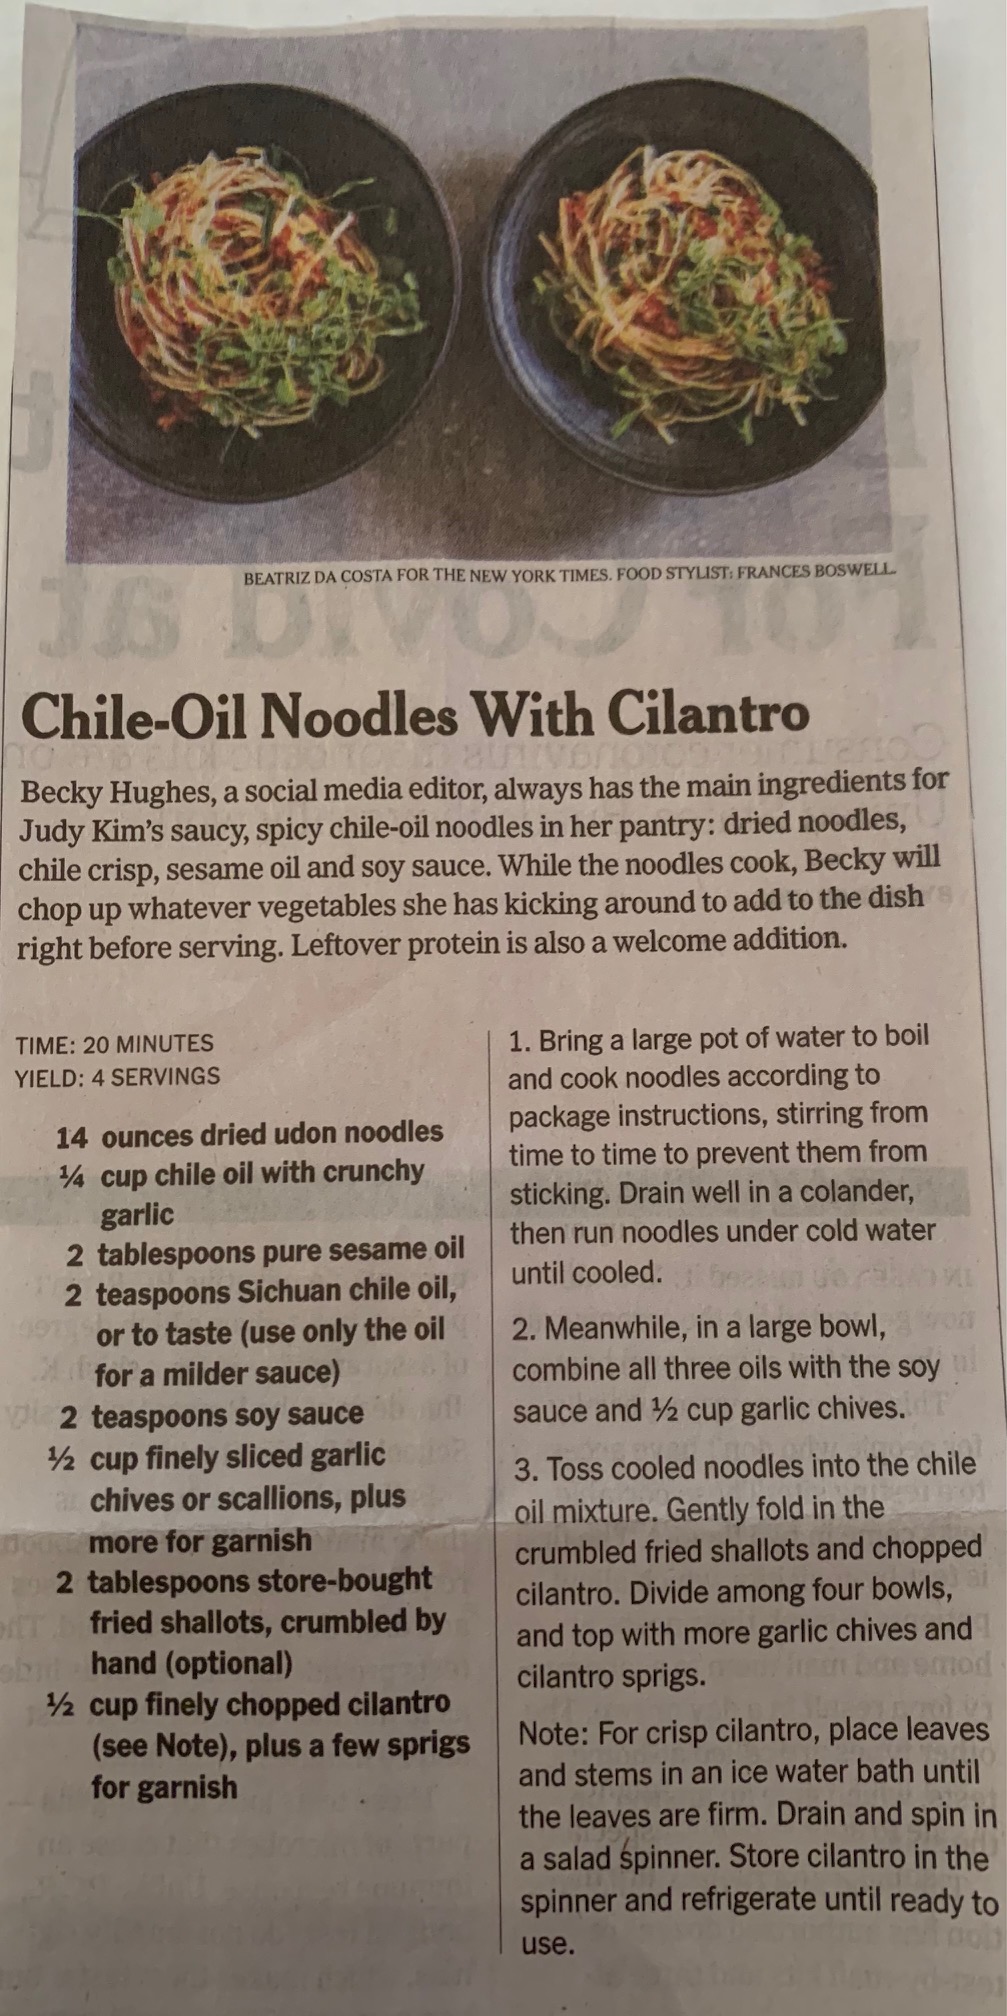 BEATRIZ DA COSTA FOR THE NEW YORK TIMES. FOOD STYLIST: FRANCES BOSWELL.
Chile-Oil Noodles With Cilantro
Becky Hughes, a social media editor, always has the main ingredients for
Judy Kim's saucy, spicy chile-oil noodles in her pantry: dried noodles,
chile crisp, sesame oil and soy sauce. While the noodles cook, Becky will
chop up whatever vegetables she has kicking around to add to the dish
right before serving. Leftover protein is also a welcome addition.
TIME: 20 MINUTES
YIELD: 4 SERVINGS
14 ounces dried udon noodles
¼ cup chile oil with crunchy
garlic
2 tablespoons pure sesame oil
2 teaspoons Sichuan chile oil,
or to taste (use only the oil
for a milder sauce)
2 teaspoons soy sauce
½ cup finely sliced garlic
chives or scallions, plus
more for garnish
2 tablespoons store-bought
fried shallots, crumbled by
hand (optional)
½ cup finely chopped cilantro
(see Note), plus a few sprigs
for garnish
1. Bring a large pot of water to boil
and cook noodles according to
package instructions, stirring from
time to time to prevent them from
sticking. Drain well in a colander,
then run noodles under cold water
until cooled.
2. Meanwhile, in a large bowl,
combine all three oils with the soy
sauce and ½ cup garlic chives.
3. Toss cooled noodles into the chile
oil mixture. Gently fold in the
crumbled fried shallots and chopped
cilantro. Divide among four bowls,
and top with more garlic chives and
cilantro sprigs.
Note: For crisp cilantro, place leaves
and stems in an ice water bath until
the leaves are firm. Drain and spin in
a salad spinner. Store cilantro in the
spinner and refrigerate until ready to
use.